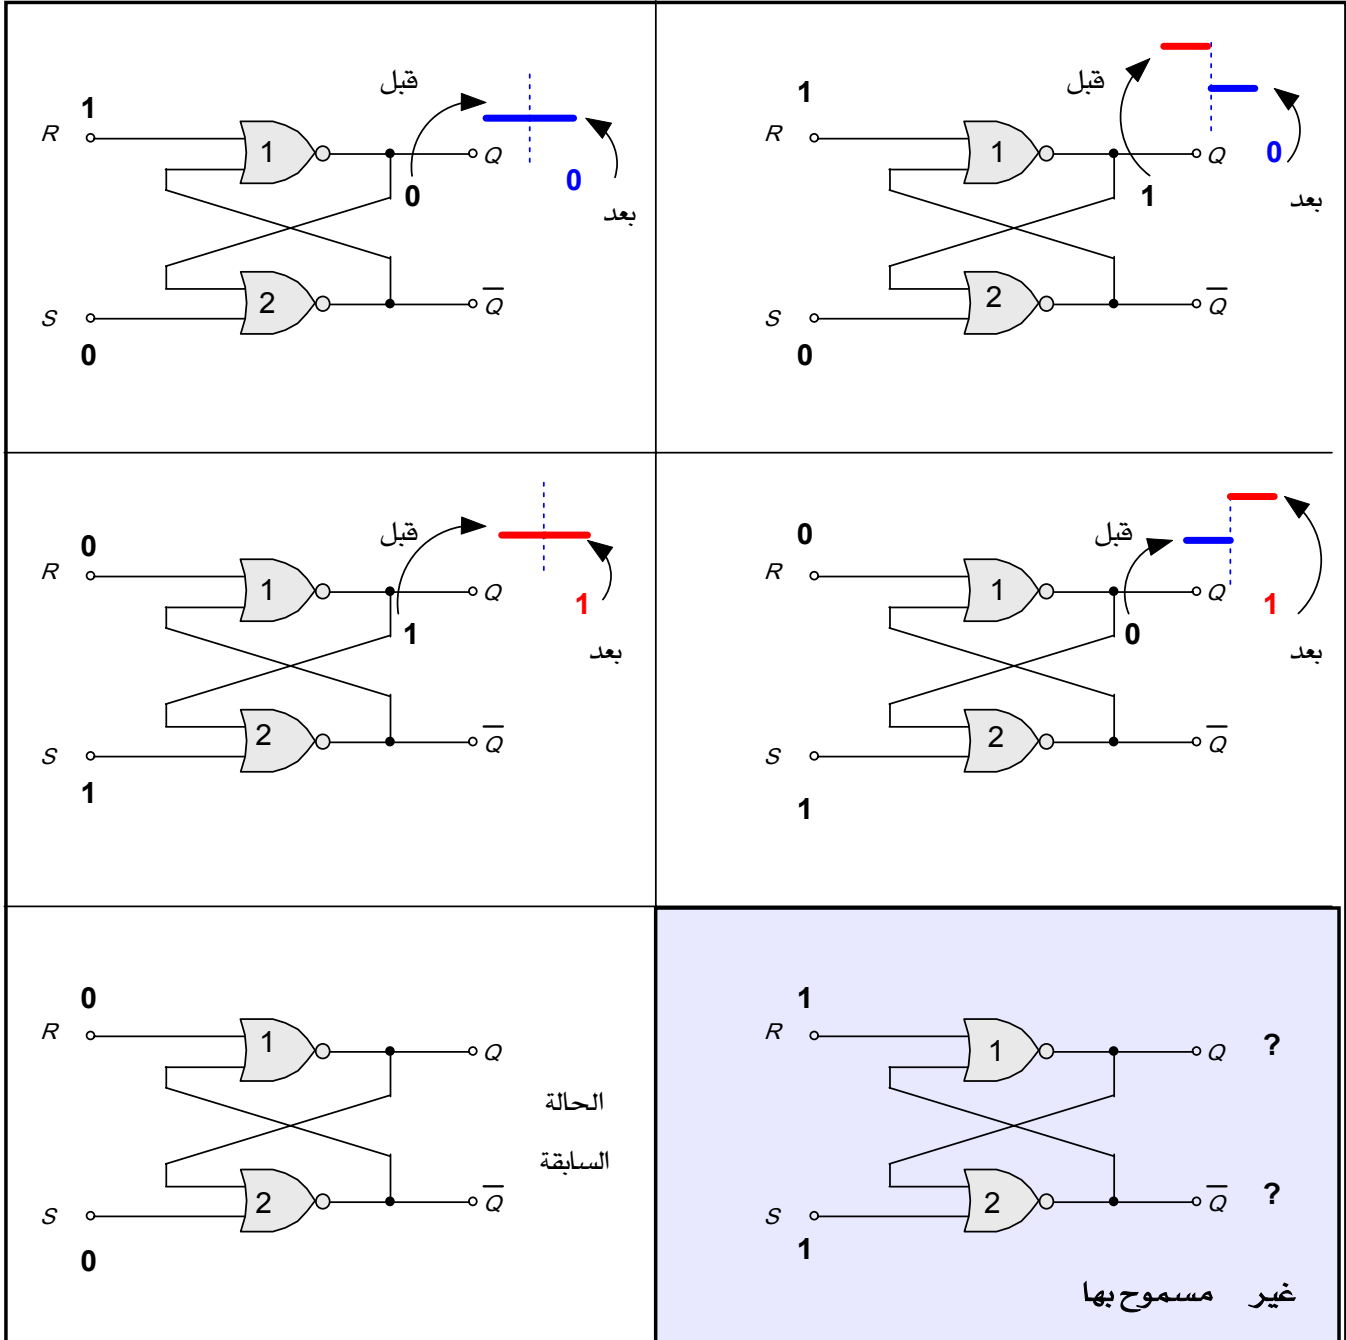 1 قبل
R 1 Q
0 0
بعد
2 Q̅
S
0
1 قبل
R 1 Q 0
1
بعد
2 Q̅
S
0
0 قبل
R 1 Q 1
1
بعد
2 Q̅
S
1
0 قبل
R 1 Q 1
0
بعد
2 Q̅
S
1
0
R 1 Q
الحالة
السابقة
2 Q̅
S
0
1
R 1 Q ?
2 Q̅ ?
S
1
غير مسموح بها